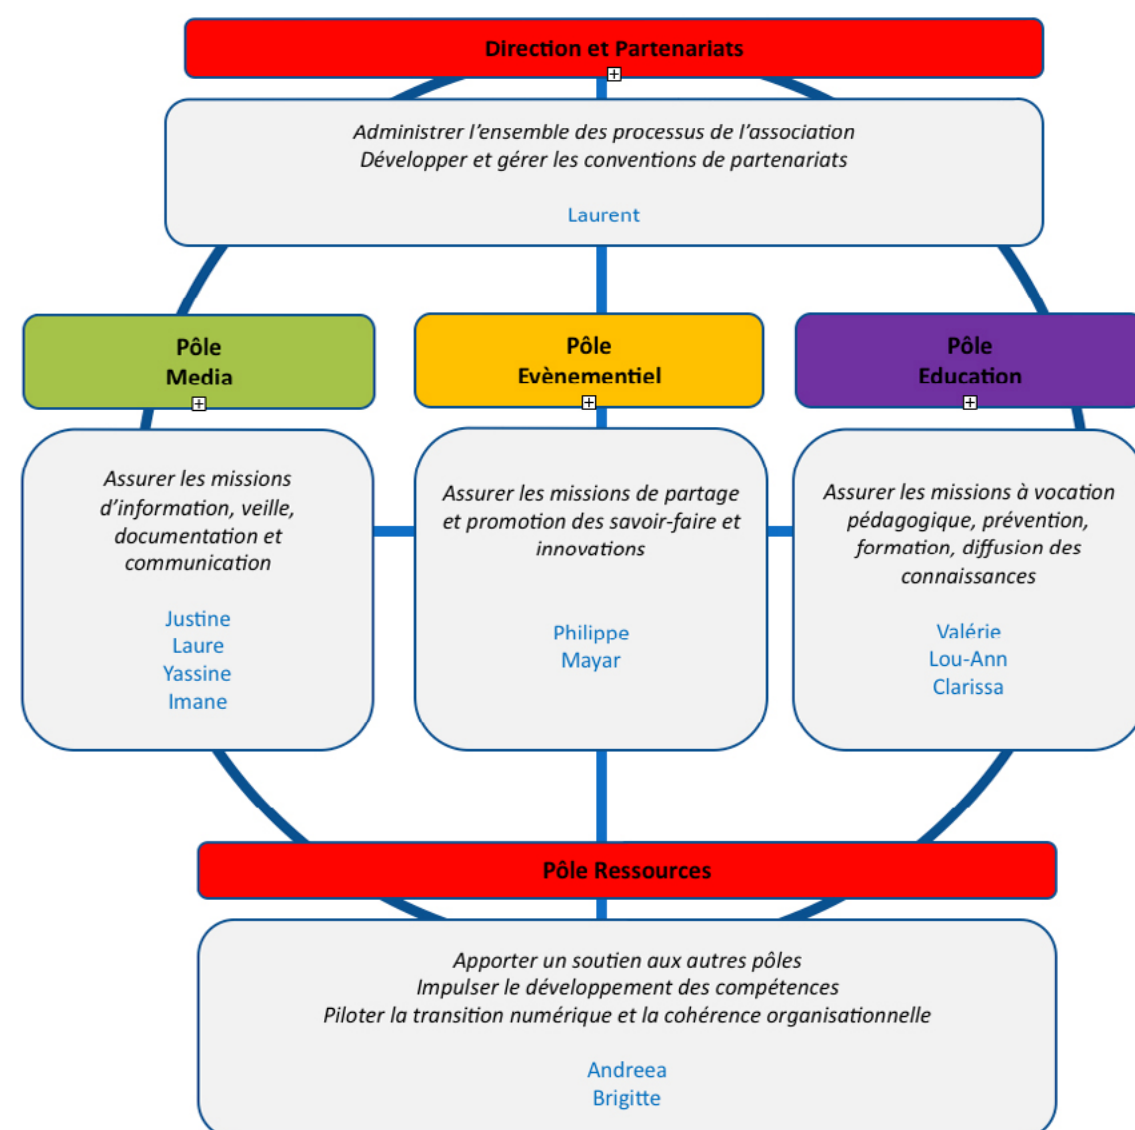 Direction et Partenariats
Administrer l'ensemble des processus de l'association
Développer et gérer les conventions de partenariats
Laurent
Pôle
Media
Assurer les missions
d'information, veille,
documentation et
communication
Justine
Laure
Yassine
Imane
Pôle
Evènementiel
Assurer les missions de partage
et promotion des savoir-faire et
innovations
Philippe
Mayar
Pôle
Education
Assurer les missions à vocation
pédagogique, prévention,
formation, diffusion des
connaissances
Valérie
Lou-Ann
Clarissa
Pôle Ressources
Apporter un soutien aux autres pôles
Impulser le développement des compétences
Piloter la transition numérique et la cohérence organisationnelle
Andreea
Brigitte